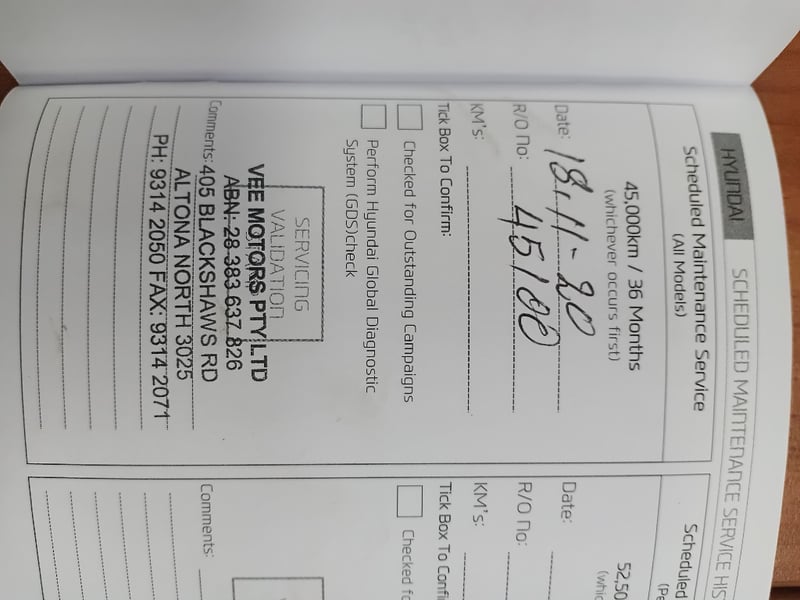 HYUNDAI SCHEDULED MAINTENANCE SERVICE HIS
Scheduled Maintenance Service
(All Models)
45,000km / 36 Months
(whichever occurs first)
Date: 18.11-20
R/O No: 45100
KM's:
Tick Box To Confirm:
Checked for Outstanding Campaigns
Perform Hyundai Global Diagnostic
System (GDS)check
SERVICING
VALIDATION
VEE MOTORS PTY LTD
ABN: 28 383 637 826
Comments: 405 BLACKSHAWS RD
ALTONA NORTH 3025
PH: 9314 2050 FAX: 9314 2071
Scheduled
(Pe
52,50
(whic
Date:
R/O No:
KM's:
Tick Box To Confi
Checked fo
Comments: